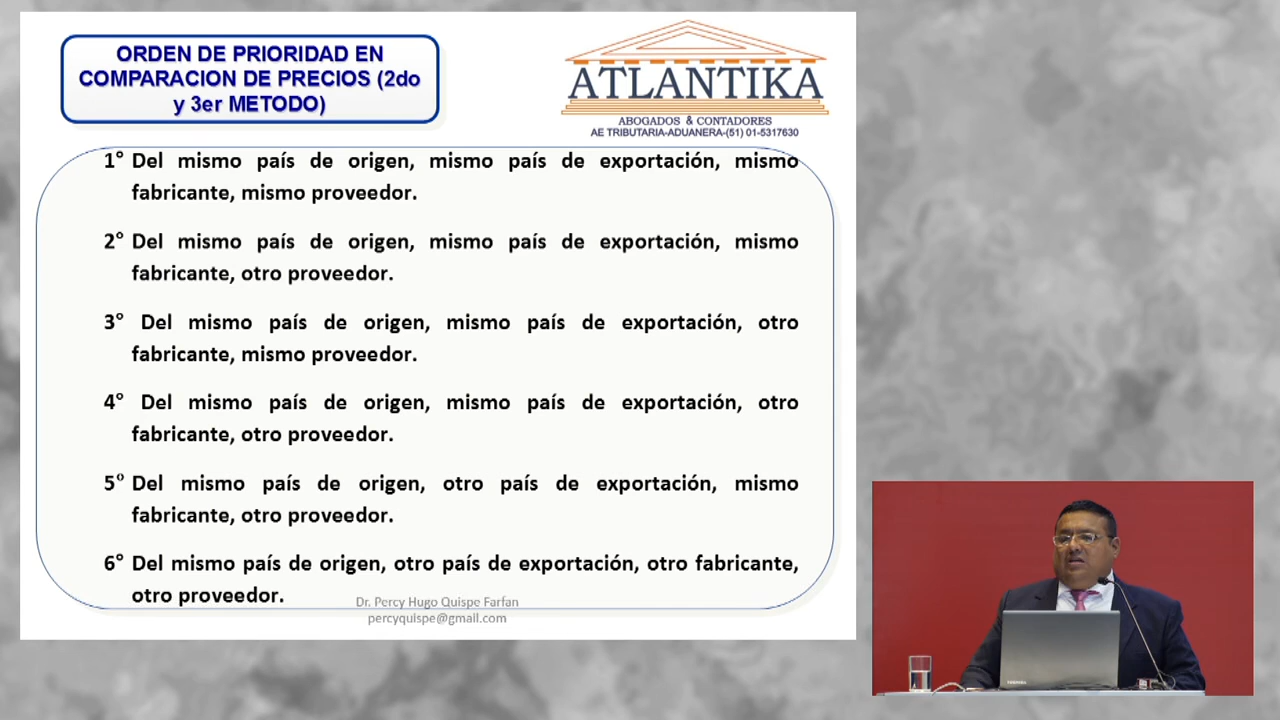 ORDEN DE PRIORIDAD EN
COMPARACION DE PRECIOS (2do
y 3er METODO)
ATLANTIKA
ABOGADOS & CONTADORES
AE TRIBUTARIA-ADUANERA-(51) 01-5317630
1° Del mismo país de origen, mismo país de exportación, mismo
fabricante, mismo proveedor.
2° Del mismo país de origen, mismo país de exportación, mismo
fabricante, otro proveedor.
3° Del mismo país de origen, mismo país de exportación, otro
fabricante, mismo proveedor.
4° Del mismo país de origen, mismo país de exportación, otro
fabricante, otro proveedor.
5° Del mismo país de origen, otro país de exportación, mismo
fabricante, otro proveedor.
6° Del mismo país de origen, otro país de exportación, otro fabricante,
otro proveedor.
Dr. Percy Hugo Quispe Farfan
percyquispe@gmail.com
TOSHIBA